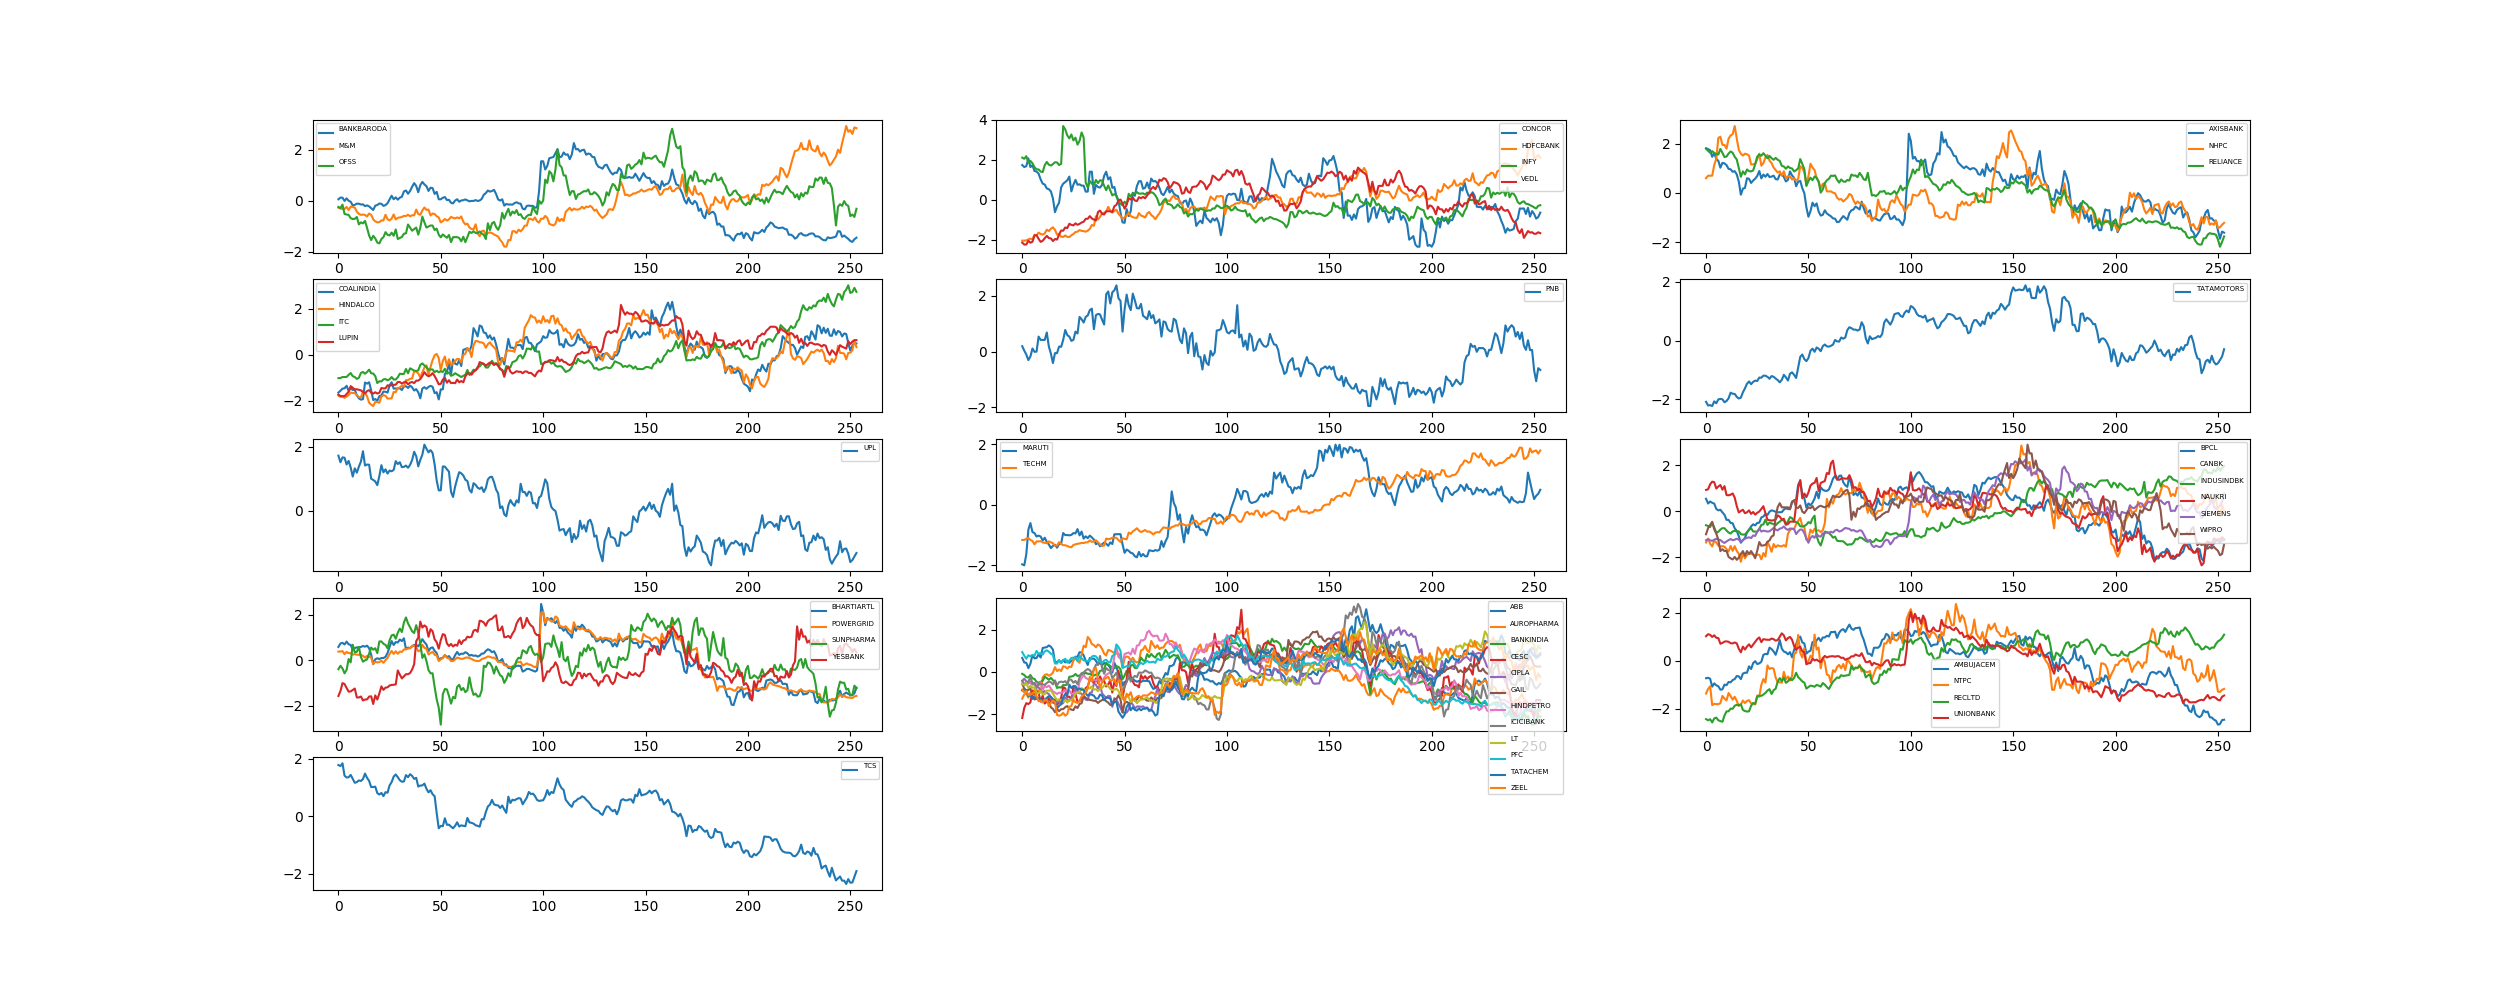 BANKBARODA
M&M
OFSS
2
0
−2
0 50 100 150 200 250
CONCOR
HDFCBANK
INFY
VEDL
4
2
0
−2
0 50 100 150 200 250
AXISBANK
NHPC
RELIANCE
2
0
−2
0 50 100 150 200 250
COALINDIA
HINDALCO
ITC
LUPIN
2
0
−2
0 50 100 150 200 250
PNB
2
0
−2
0 50 100 150 200 250
TATAMOTORS
2
0
−2
0 50 100 150 200 250
UPL
2
0
0 50 100 150 200 250
MARUTI
TECHM
2
0
−2
0 50 100 150 200 250
BPCL
CANBK
INDUSINDBK
NAUKRI
SIEMENS
WIPRO
2
0
−2
0 50 100 150 200 250
BHARTIARTL
POWERGRID
SUNPHARMA
YESBANK
2
0
−2
0 50 100 150 200 250
ABB
AUROPHARMA
BANKINDIA
CESC
CIPLA
GAIL
HINDPETRO
ICICIBANK
LT
PFC
TATACHEM
ZEEL
2
0
−2
0 50 100 150 200 250
AMBUJACEM
NTPC
RECLTD
UNIONBANK
2
0
−2
0 50 100 150 200 250
TCS
2
0
−2
0 50 100 150 200 250